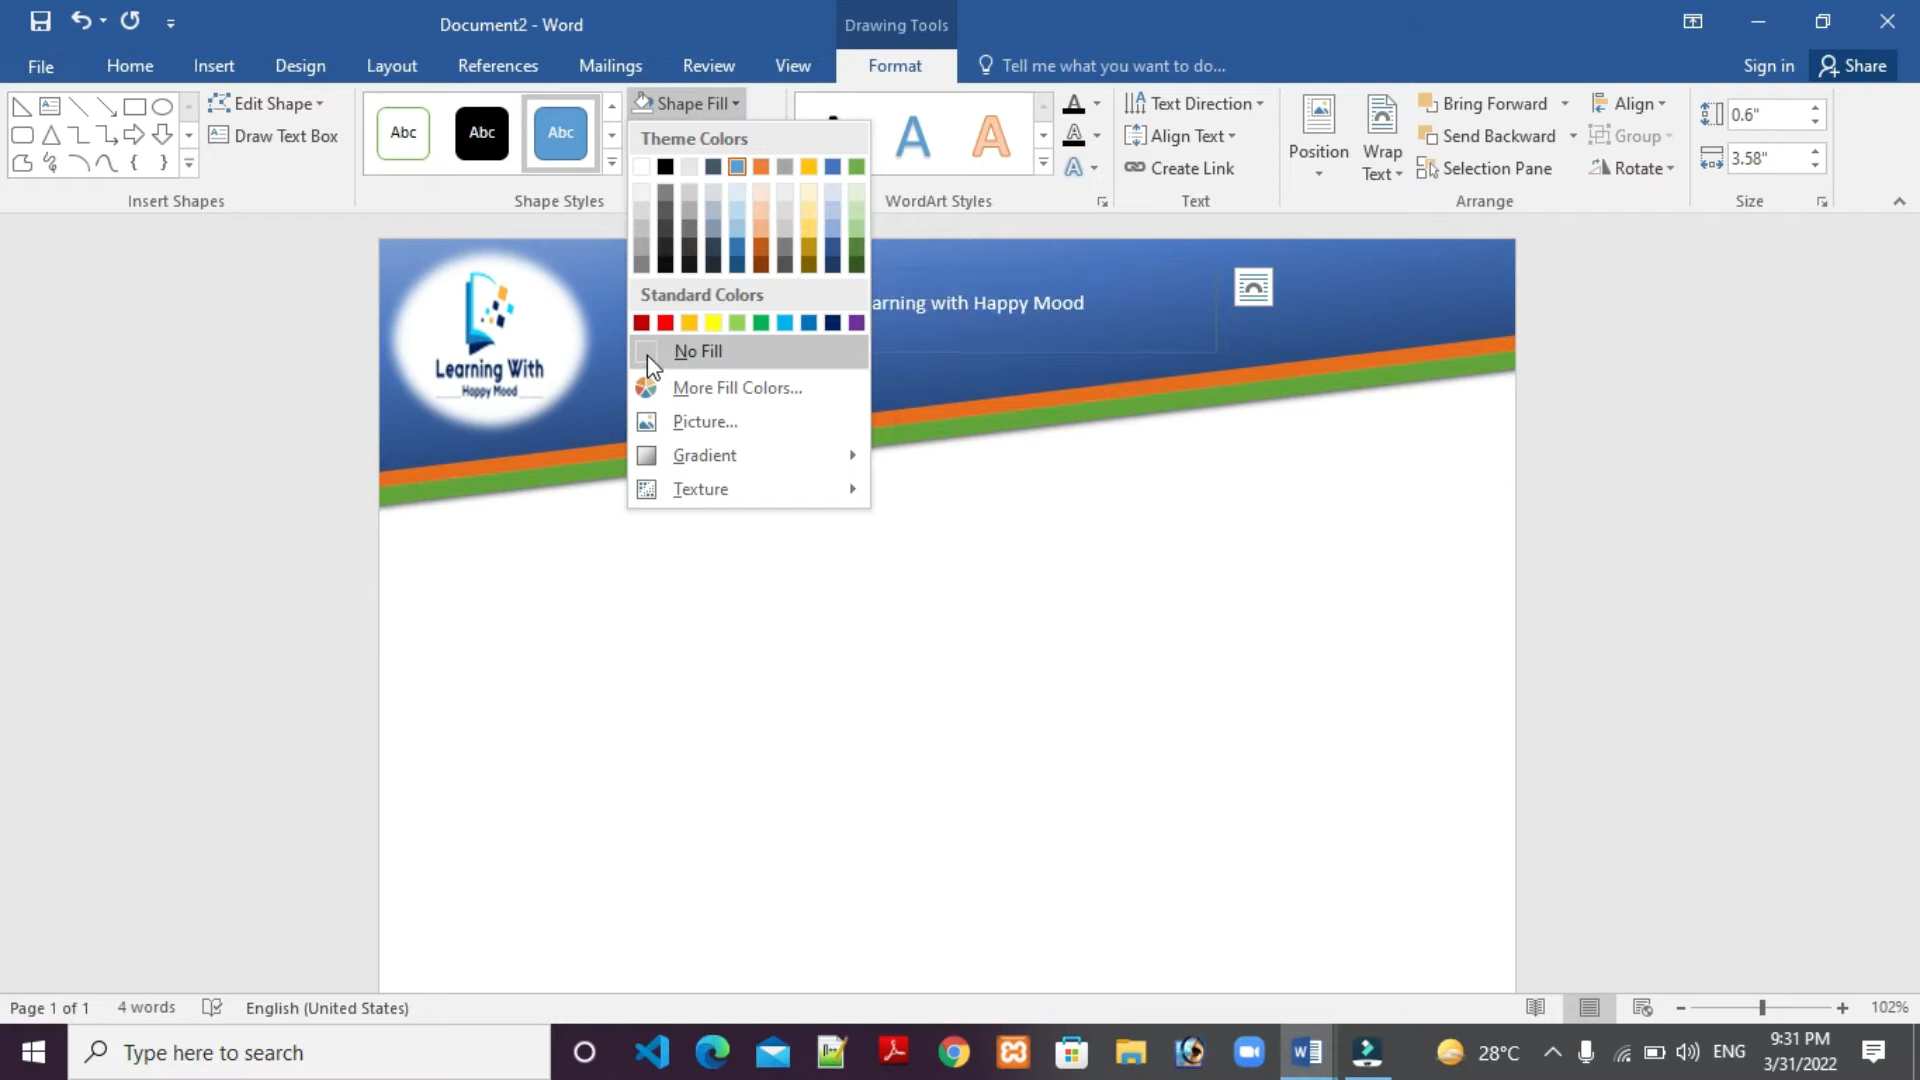 Document2 - Word
Drawing Tools
File
Home
Insert
Design
Layout
References
Mailings
Review
View
Format
Tell me what you want to do...
Sign in
Share
Edit Shape
Draw Text Box
Insert Shapes
Abc
Abc
Abc
Shape Styles
Shape Fill
A
A
WordArt Styles
Text Direction
Align Text
Create Link
Text
Position
Wrap
Text
Bring Forward
Send Backward
Selection Pane
Align
Group
Rotate
Arrange
0.6"
3.58"
Size
Theme Colors
Standard Colors
No Fill
More Fill Colors...
Picture...
Gradient
Texture
Learning With
Happy Mood
arning with Happy Mood
Page 1 of 1
4 words
English (United States)
102%
Type here to search
28°C
ENG
9:31 PM
3/31/2022